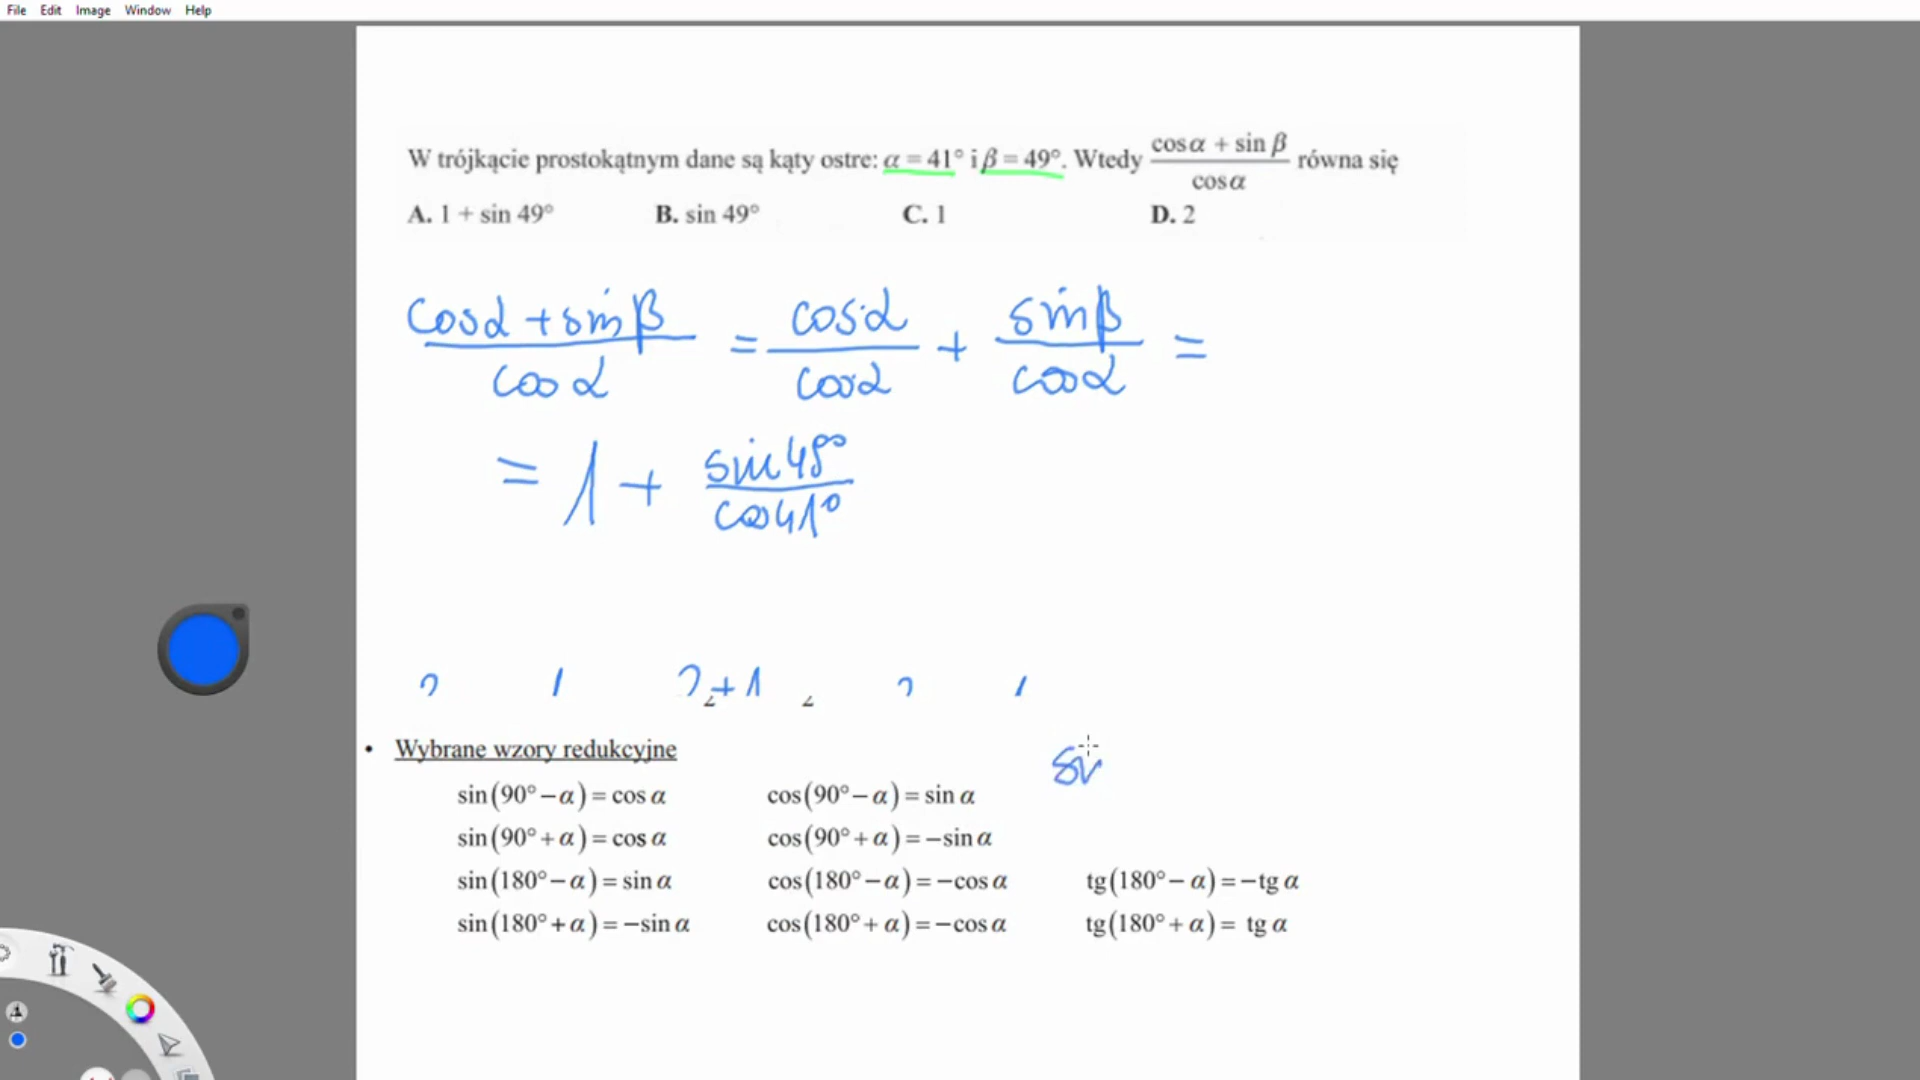 File Edit Image Window Help
W trójkącie prostokątnym dane są kąty ostre: α = 41° i β = 49°. Wtedy (cosα + sin β)/cosα równa się
A. 1 + sin 49° B. sin 49° C. 1 D. 2
(cosα + sinβ)/cosα = cosα/cosα + sinβ/cosα =
= 1 + sin49°/cos41°
• Wybrane wzory redukcyjne
sin(90°−α)=cos α cos(90°−α)=sin α
sin(90°+α)=cos α cos(90°+α)=−sin α
sin(180°−α)=sin α cos(180°−α)=−cos α tg(180°−α)=−tg α
sin(180°+α)=−sin α cos(180°+α)=−cos α tg(180°+α)= tg α